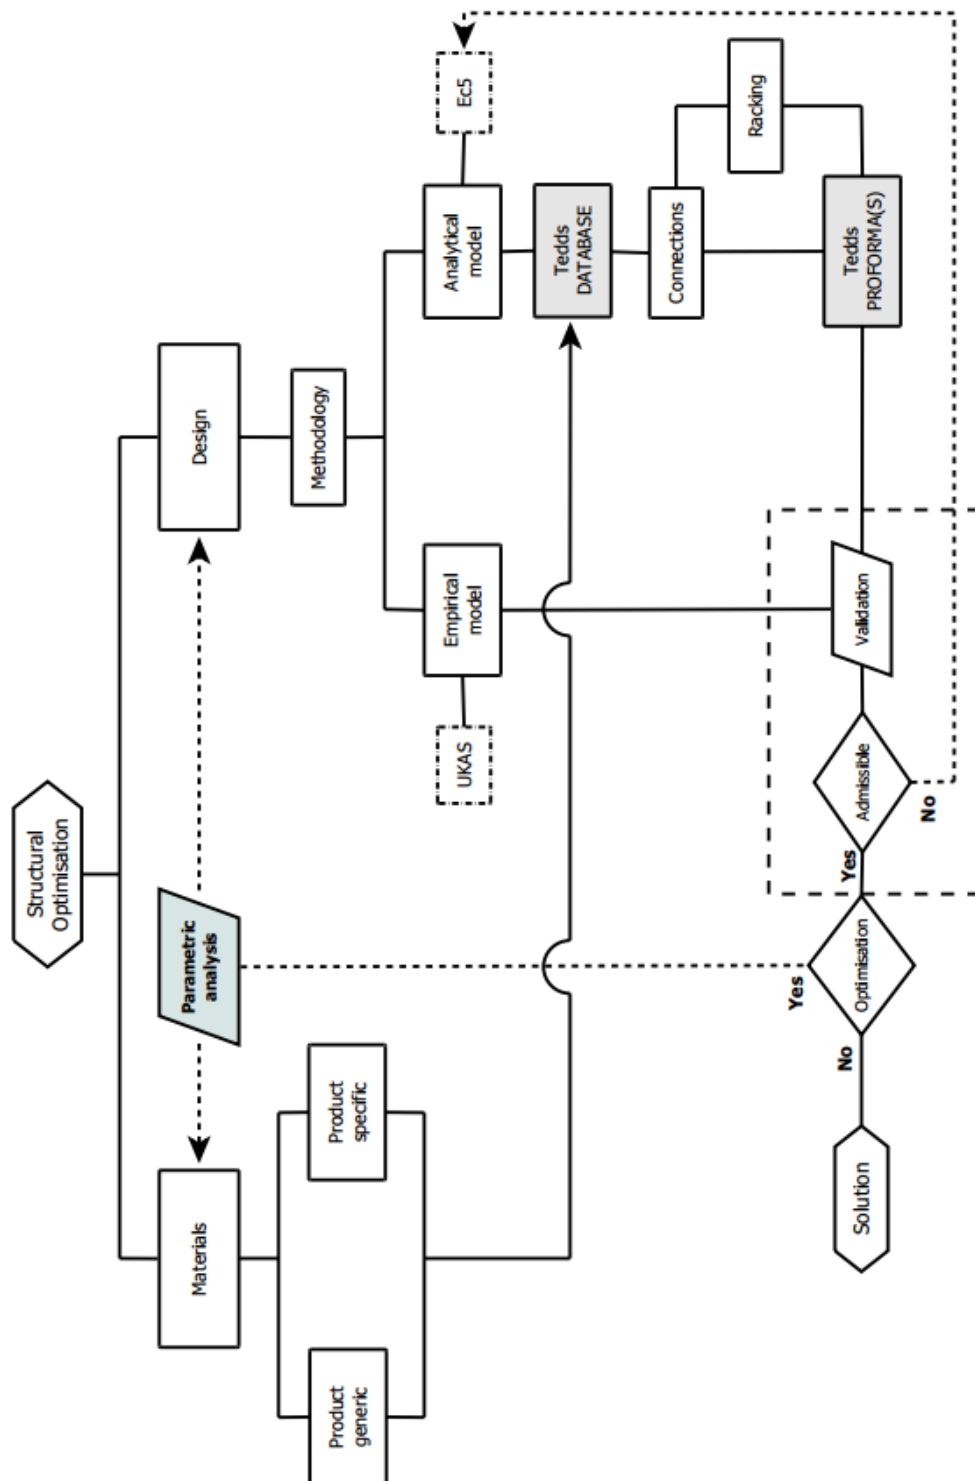 Structural
Optimisation
Materials
Parametric
analysis
Design
Product
generic
Product
specific
Methodology
UKAS
Empirical
model
Analytical
model
Ec5
Tedds
DATABASE
Connections
Racking
Solution
No
Optimisation
Yes
Yes
Admissible
No
Validation
Tedds
PROFORMA(S)